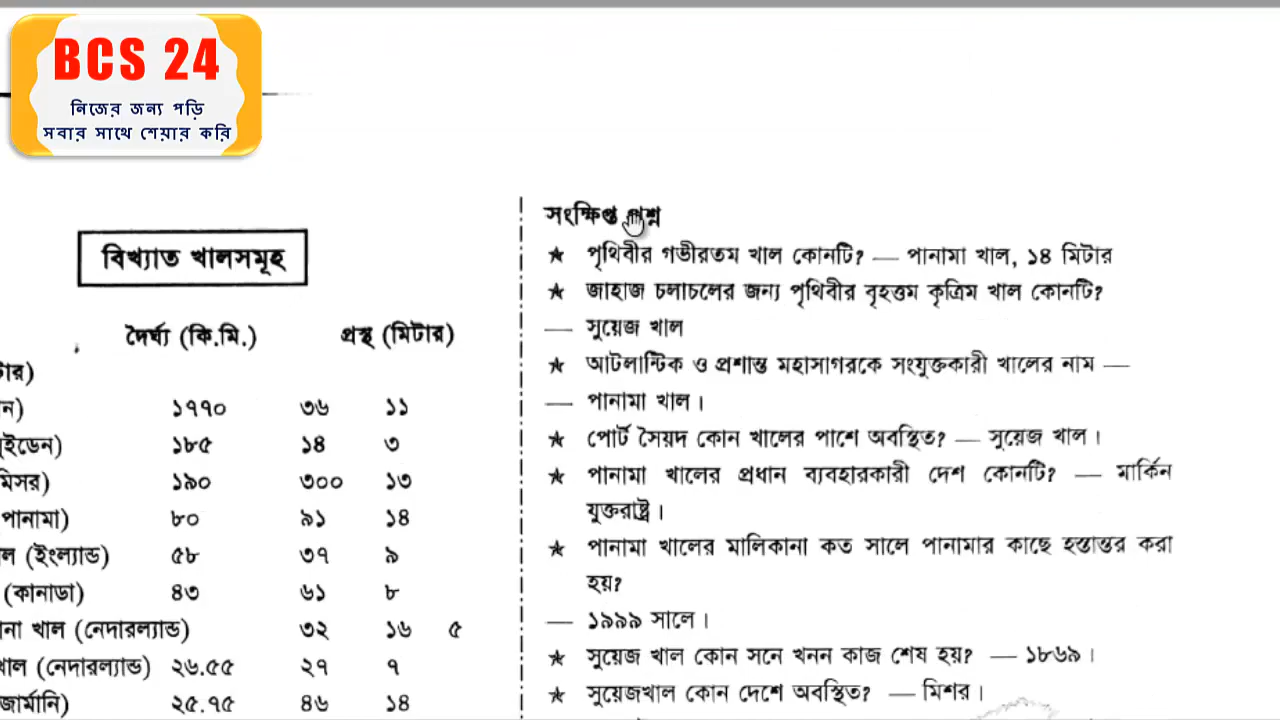 BCS 24
নিজের জন্য পড়ি
সবার সাথে শেয়ার করি
বিখ্যাত খালসমূহ
দৈর্ঘ্য (কি.মি.) প্রস্থ (মিটার)
টার)
ন) ১৭৭০ ৩৬ ১১
ইডেন) ১৮৫ ১৪ ৩
মিসর) ১৯০ ৩০০ ১৩
পানামা) ৮০ ৯১ ১৪
ল (ইংল্যান্ড) ৫৮ ৩৭ ৯
(কানাডা) ৪৩ ৬১ ৮
না খাল (নেদারল্যান্ড) ৩২ ১৬ ৫
খাল (নেদারল্যান্ড) ২৬.৫৫ ২৭ ৭
জার্মানি) ২৫.৭৫ ৪৬ ১৪
সংক্ষিপ্ত প্রশ্ন
★ পৃথিবীর গভীরতম খাল কোনটি? — পানামা খাল, ১৪ মিটার
★ জাহাজ চলাচলের জন্য পৃথিবীর বৃহত্তম কৃত্রিম খাল কোনটি?
— সুয়েজ খাল
★ আটলান্টিক ও প্রশান্ত মহাসাগরকে সংযুক্তকারী খালের নাম —
— পানামা খাল।
★ পোর্ট সৈয়দ কোন খালের পাশে অবস্থিত? — সুয়েজ খাল।
★ পানামা খালের প্রধান ব্যবহারকারী দেশ কোনটি? — মার্কিন
যুক্তরাষ্ট্র।
★ পানামা খালের মালিকানা কত সালে পানামার কাছে হস্তান্তর করা
হয়?
— ১৯৯৯ সালে।
★ সুয়েজ খাল কোন সনে খনন কাজ শেষ হয়? — ১৮৬৯।
★ সুয়েজখাল কোন দেশে অবস্থিত? — মিশর।